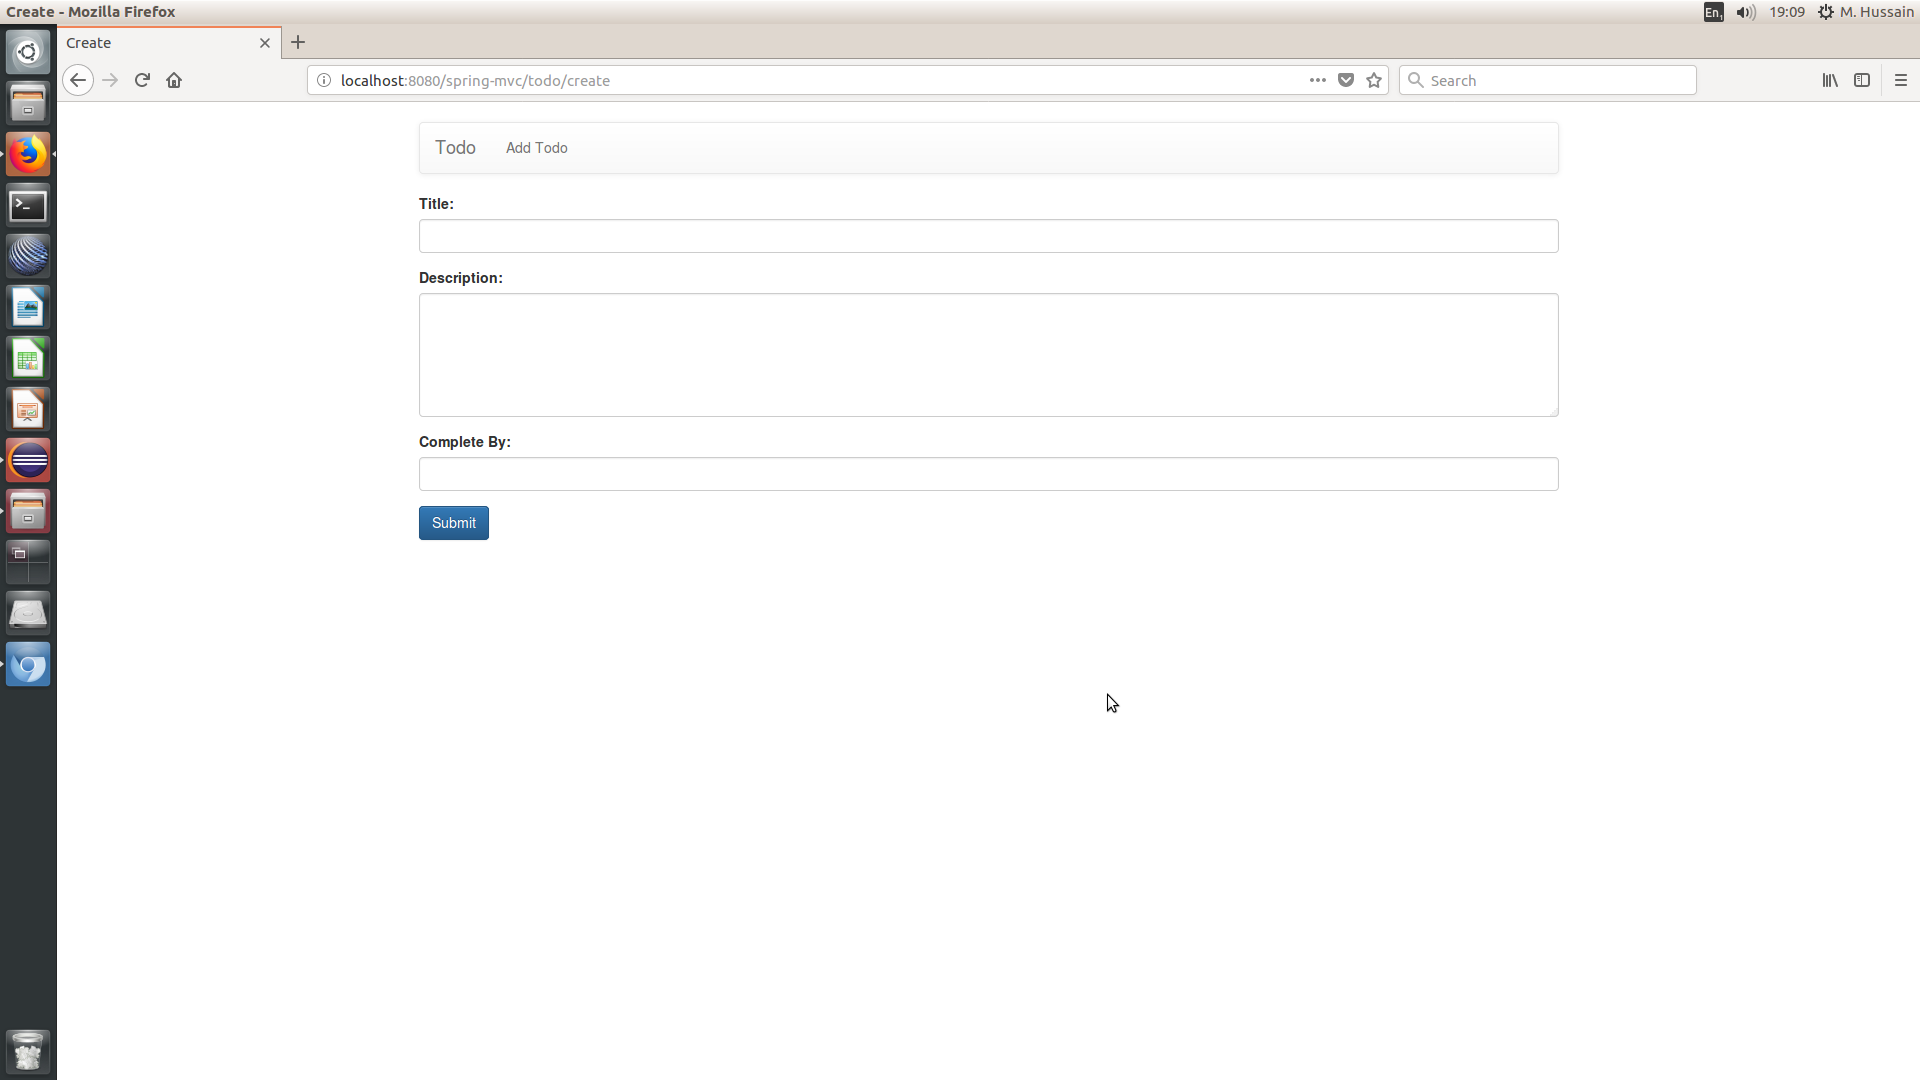 Create - Mozilla Firefox
En1
19:09
M. Hussain
Create
localhost:8080/spring-mvc/todo/create
Search
Todo
Add Todo
Title:
Description:
Complete By:
Submit